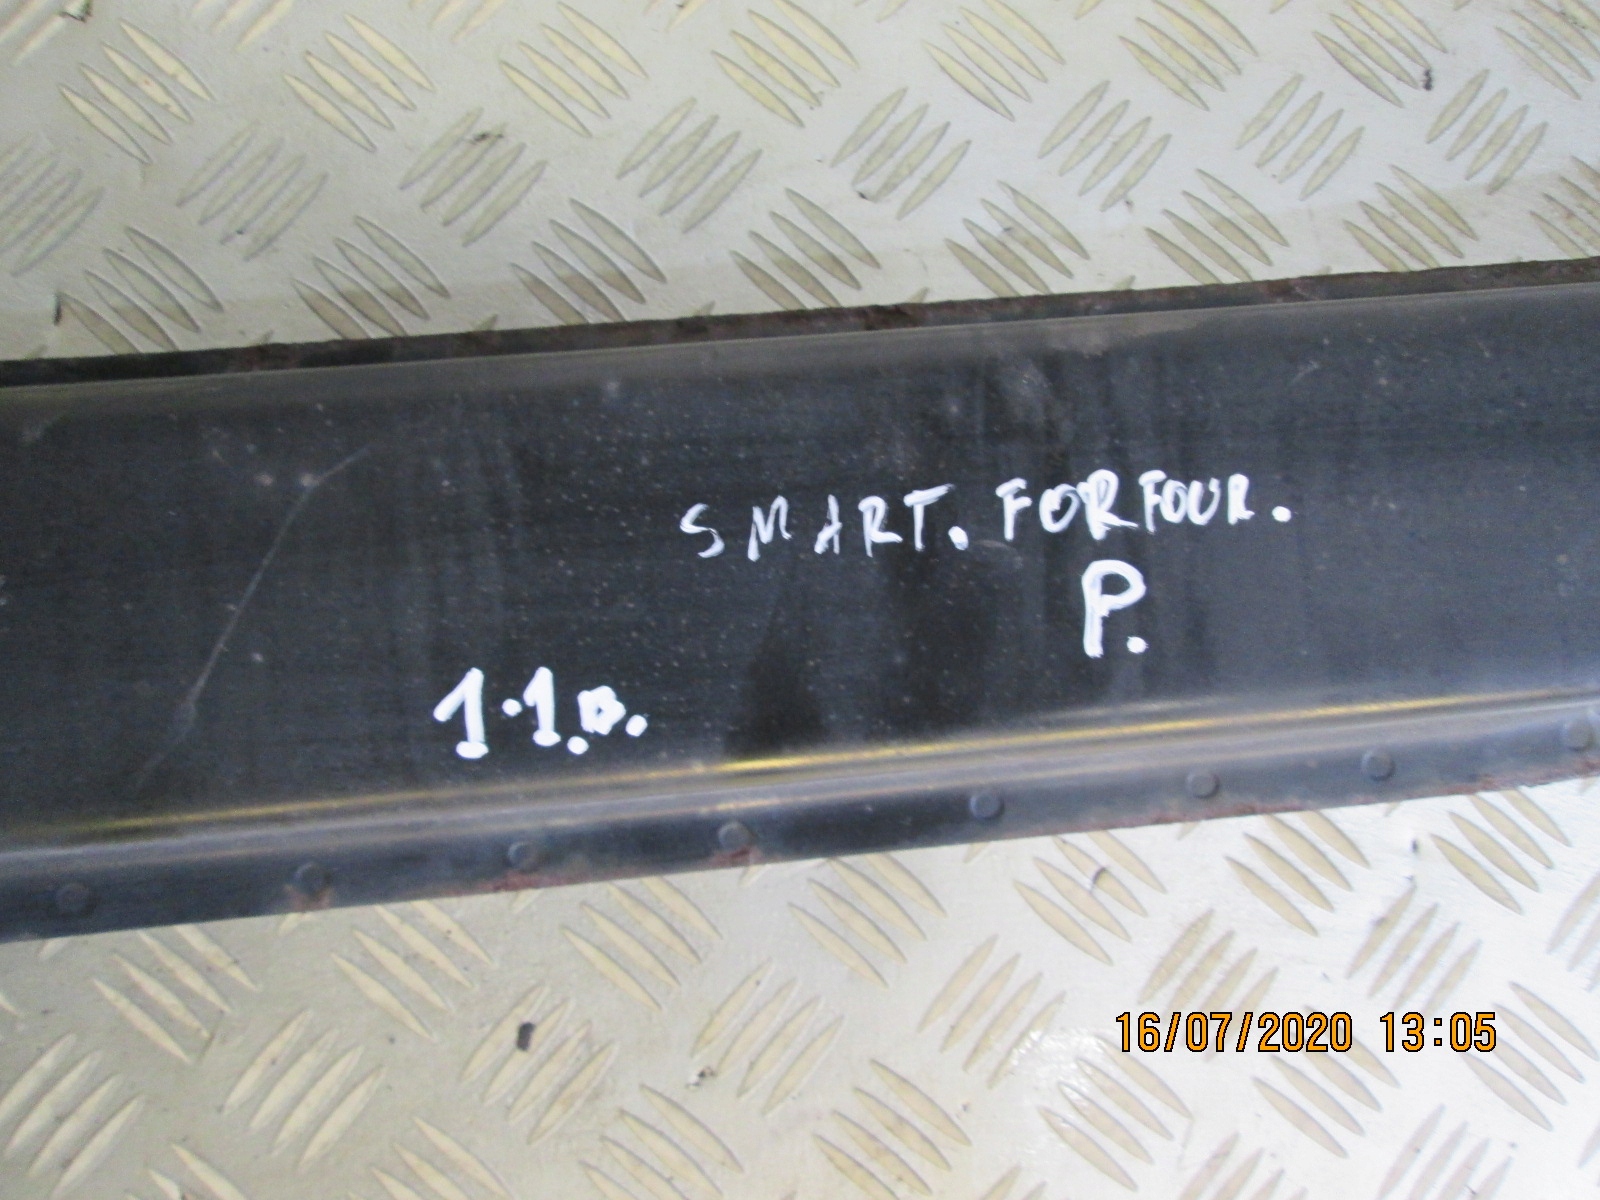 SMART. FORFOUR.
P.
1.1.B.
16/07/2020 13:05